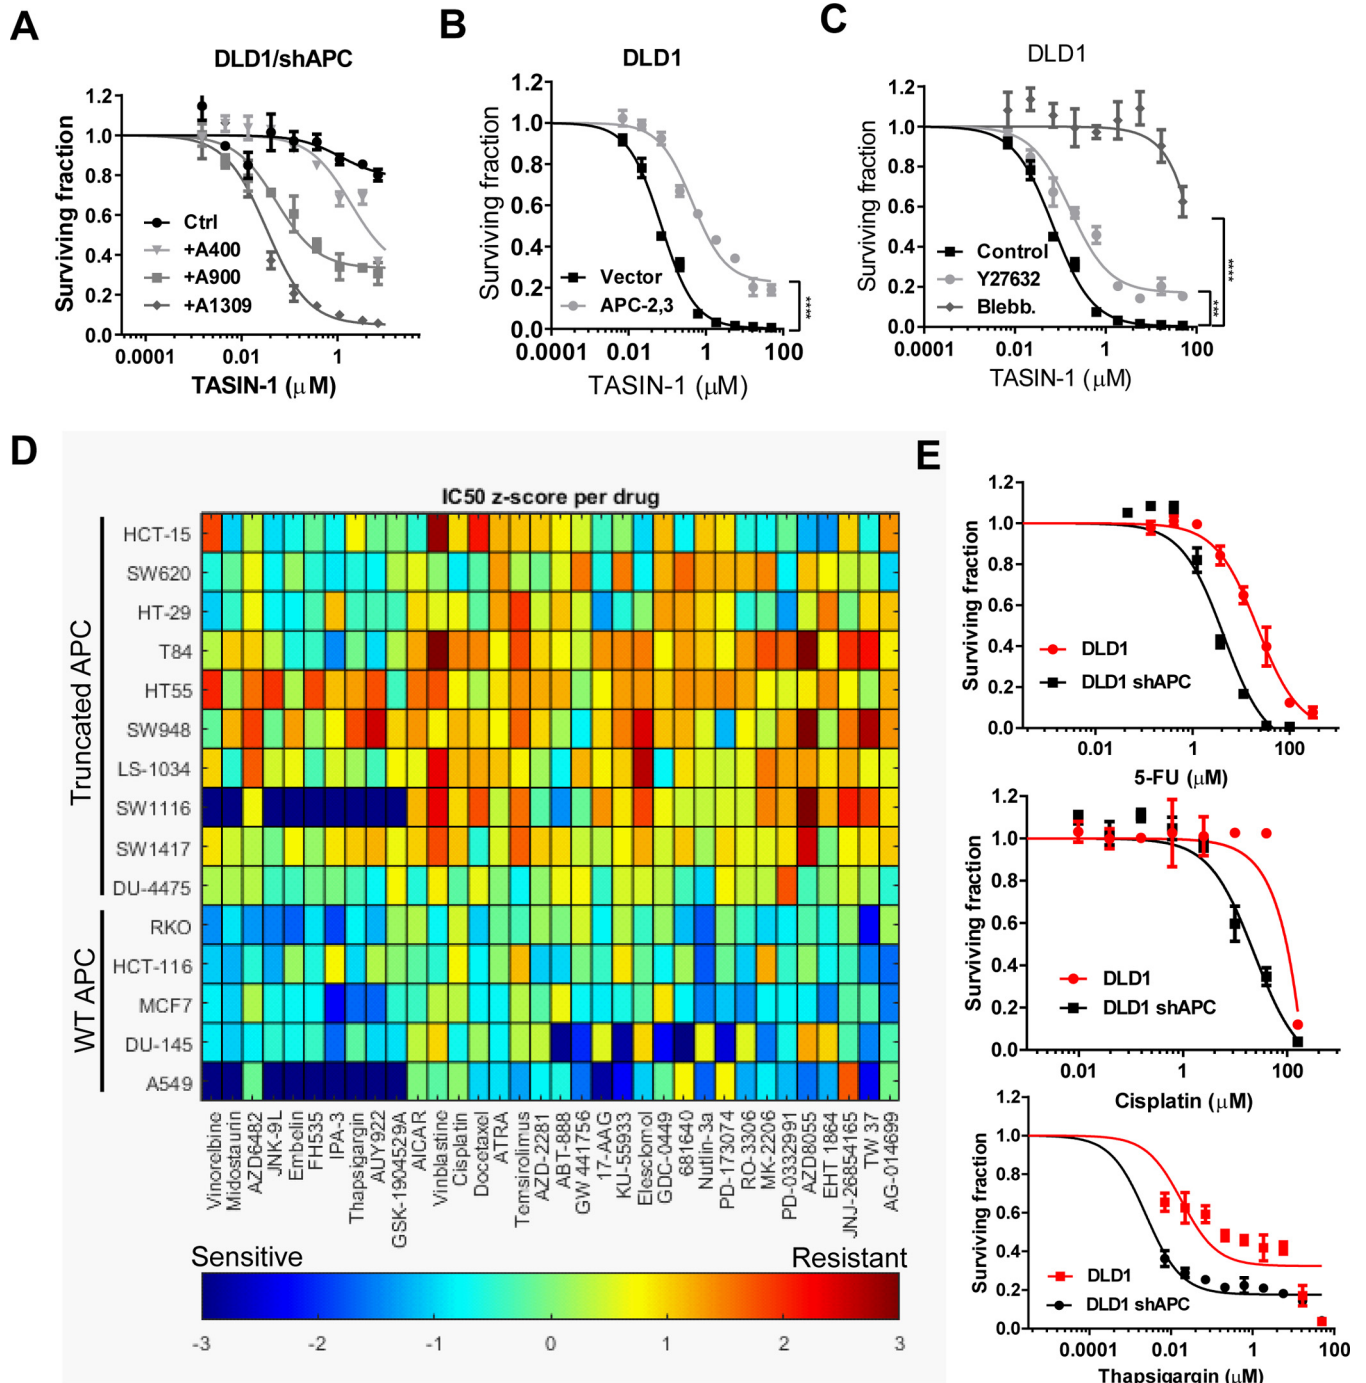 A
DLD1/shAPC
Surviving fraction
1.2
1.0
0.8
0.6
0.4
0.2
0.0
Ctrl
+A400
+A900
+A1309
0.0001
0.01
1
TASIN-1 (μM)
B
DLD1
Surviving fraction
1.2
1.0
0.8
0.6
0.4
0.2
0.0
Vector
APC-2,3
****
0.0001
0.01
1
100
TASIN-1 (μM)
C
DLD1
Surviving fraction
1.2
1.0
0.8
0.6
0.4
0.2
0.0
Control
Y27632
Blebb.
****
***
0.0001
0.01
1
100
TASIN-1 (μM)
D
IC50 z-score per drug
Truncated APC
HCT-15
SW620
HT-29
T84
HT55
SW948
LS-1034
SW1116
SW1417
DU-4475
WT APC
RKO
HCT-116
MCF7
DU-145
A549
Vinorelbine
Midostaurin
AZD6482
JNK-9L
Embelin
FH535
IPA-3
Thapsigargin
AUY922
GSK-1904529A
AICAR
Vinblastine
Cisplatin
Docetaxel
ATRA
Temsirolimus
AZD-2281
ABT-888
GW 441756
17-AAG
KU-55933
Elesclomol
GDC-0449
681640
Nutlin-3a
PD-173074
RO-3306
MK-2206
PD-0332991
AZD8055
EHT 1864
JNJ-26854165
TW 37
AG-014699
Sensitive
Resistant
-3
-2
-1
0
1
2
3
E
Surviving fraction
1.2
1.0
0.8
0.6
0.4
0.2
0.0
DLD1
DLD1 shAPC
0.01
1
100
5-FU (μM)
Surviving fraction
1.2
1.0
0.8
0.6
0.4
0.2
0.0
DLD1
DLD1 shAPC
0.01
1
100
Cisplatin (μM)
Surviving fraction
1.2
1.0
0.8
0.6
0.4
0.2
0.0
DLD1
DLD1 shAPC
0.0001
0.01
1
100
Thapsigargin (μM)